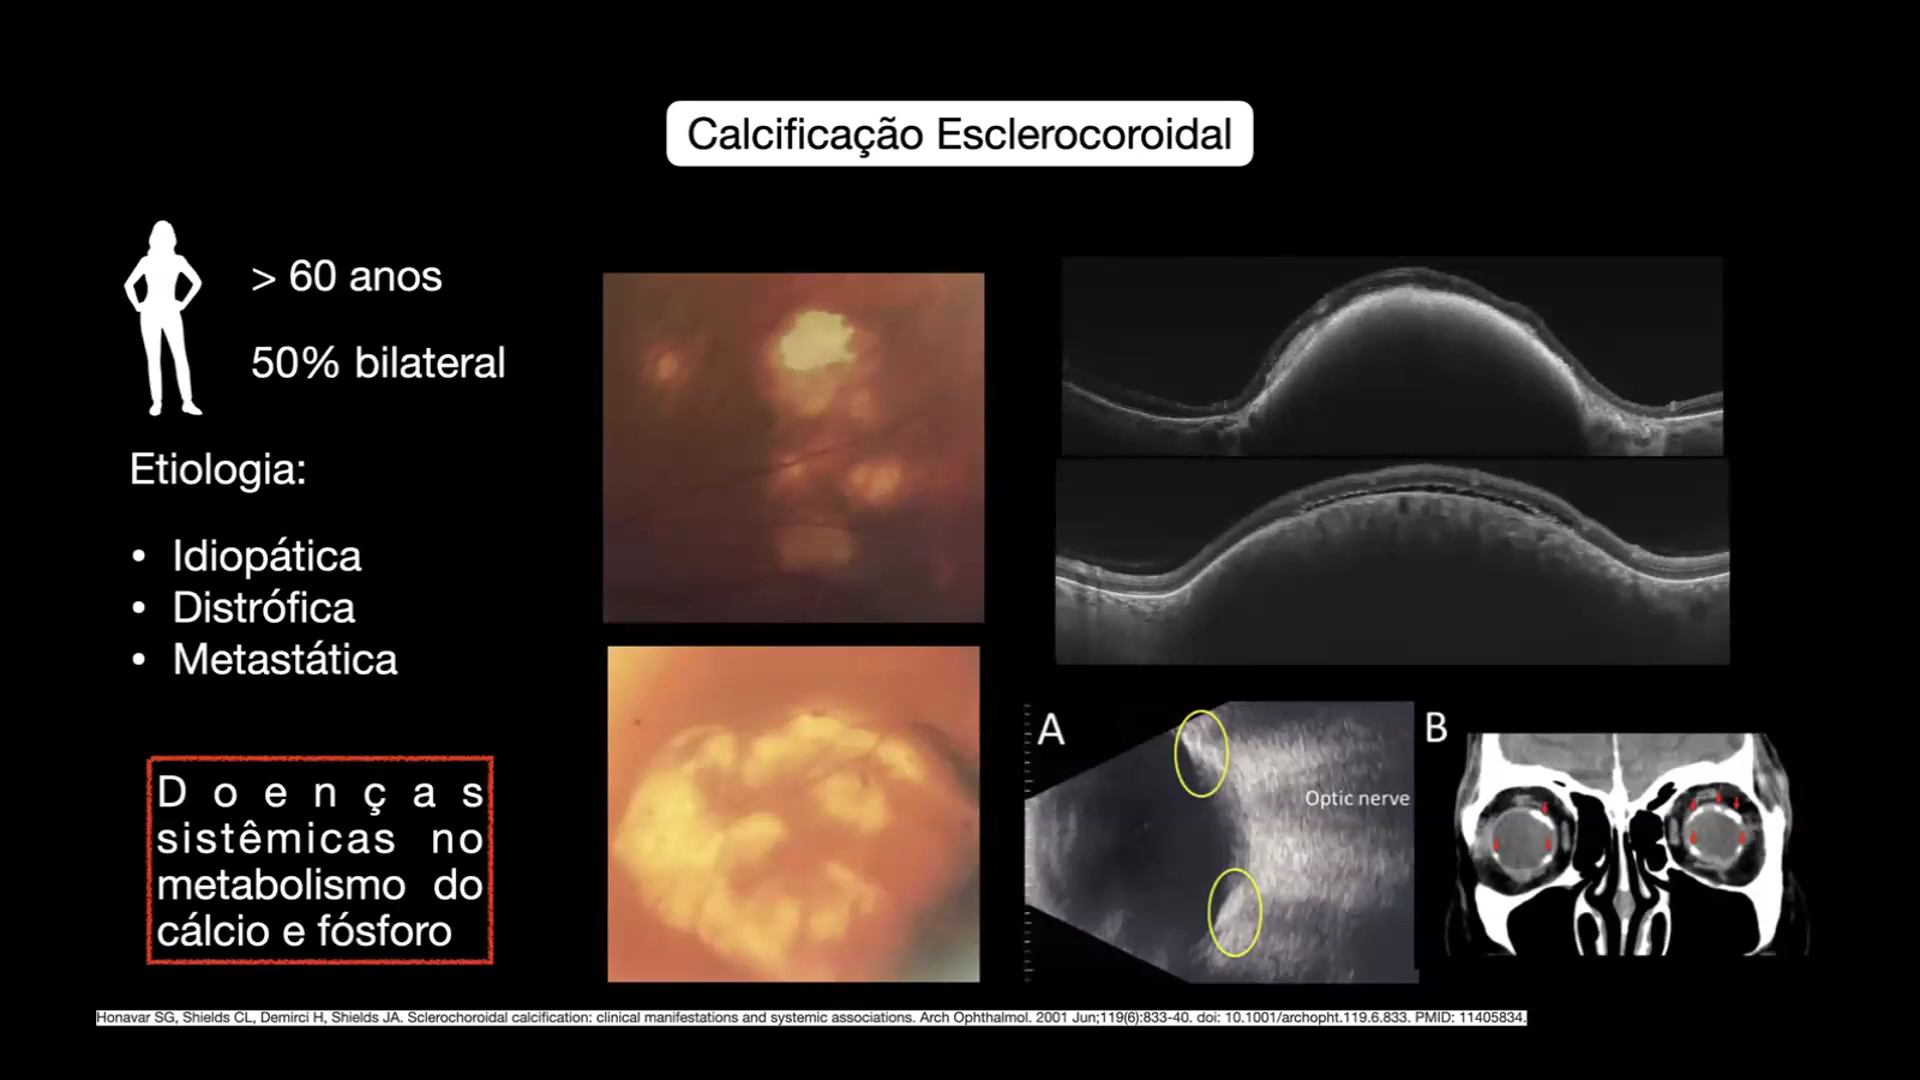 Calcificação Esclerocoroidal
> 60 anos
50% bilateral
Etiologia:
• Idiopática
• Distrófica
• Metastática
Doenças
sistêmicas no
metabolismo do
cálcio e fósforo
A
Optic nerve
B
Honavar SG, Shields CL, Demirci H, Shields JA. Sclerochoroidal calcification: clinical manifestations and systemic associations. Arch Ophthalmol. 2001 Jun;119(6):833-40. doi: 10.1001/archopht.119.6.833. PMID: 11405834.